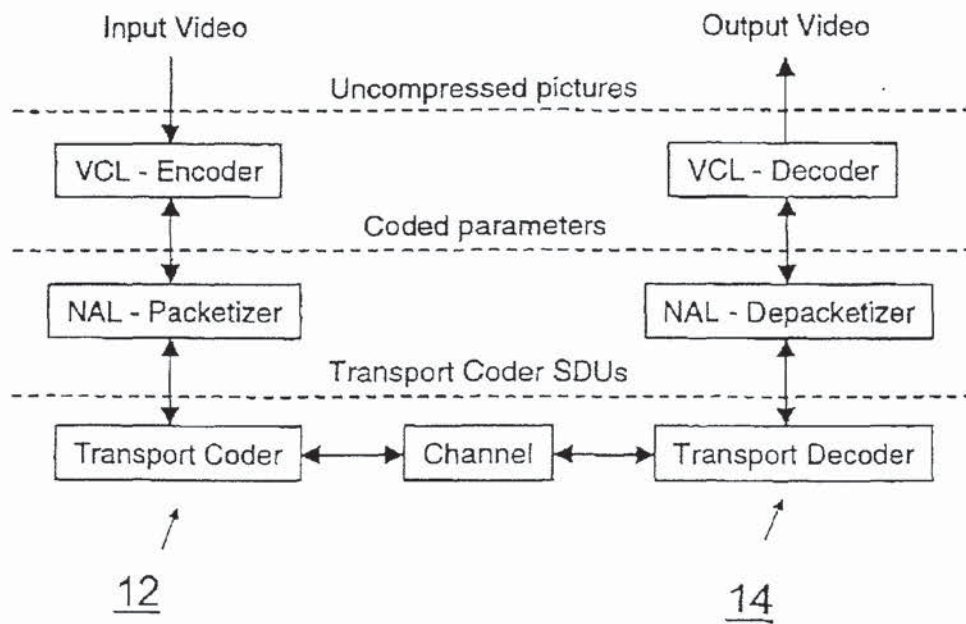 Input Video
Output Video
Uncompressed pictures
VCL - Encoder
VCL - Decoder
Coded parameters
NAL - Packetizer
NAL - Depacketizer
Transport Coder SDUs
Transport Coder
Channel
Transport Decoder
12
14